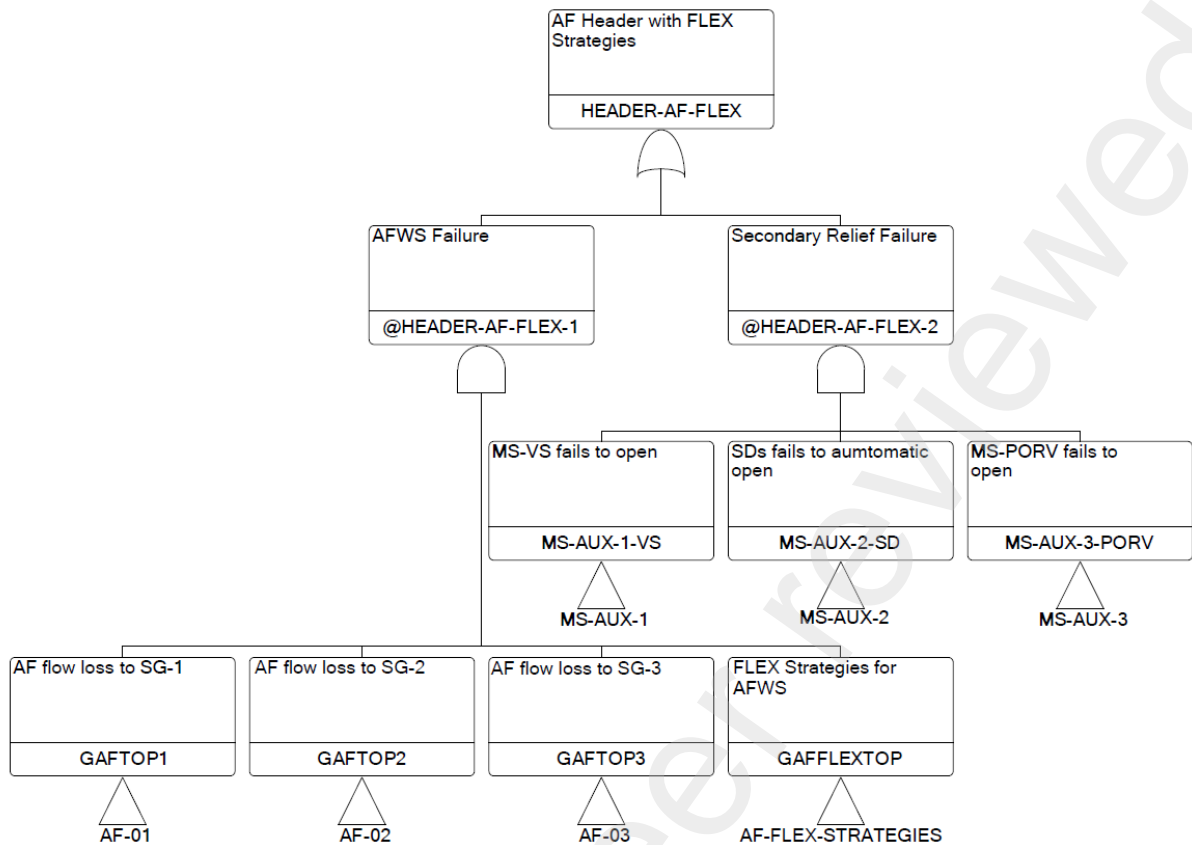 AF Header with FLEX
Strategies
HEADER-AF-FLEX
AFWS Failure
@HEADER-AF-FLEX-1
Secondary Relief Failure
@HEADER-AF-FLEX-2
MS-VS fails to open
MS-AUX-1-VS
MS-AUX-1
SDs fails to aumtomatic
open
MS-AUX-2-SD
MS-AUX-2
MS-PORV fails to
open
MS-AUX-3-PORV
MS-AUX-3
AF flow loss to SG-1
GAFTOP1
AF-01
AF flow loss to SG-2
GAFTOP2
AF-02
AF flow loss to SG-3
GAFTOP3
AF-03
FLEX Strategies for
AFWS
GAFFLEXTOP
AF-FLEX-STRATEGIES
er reviewed